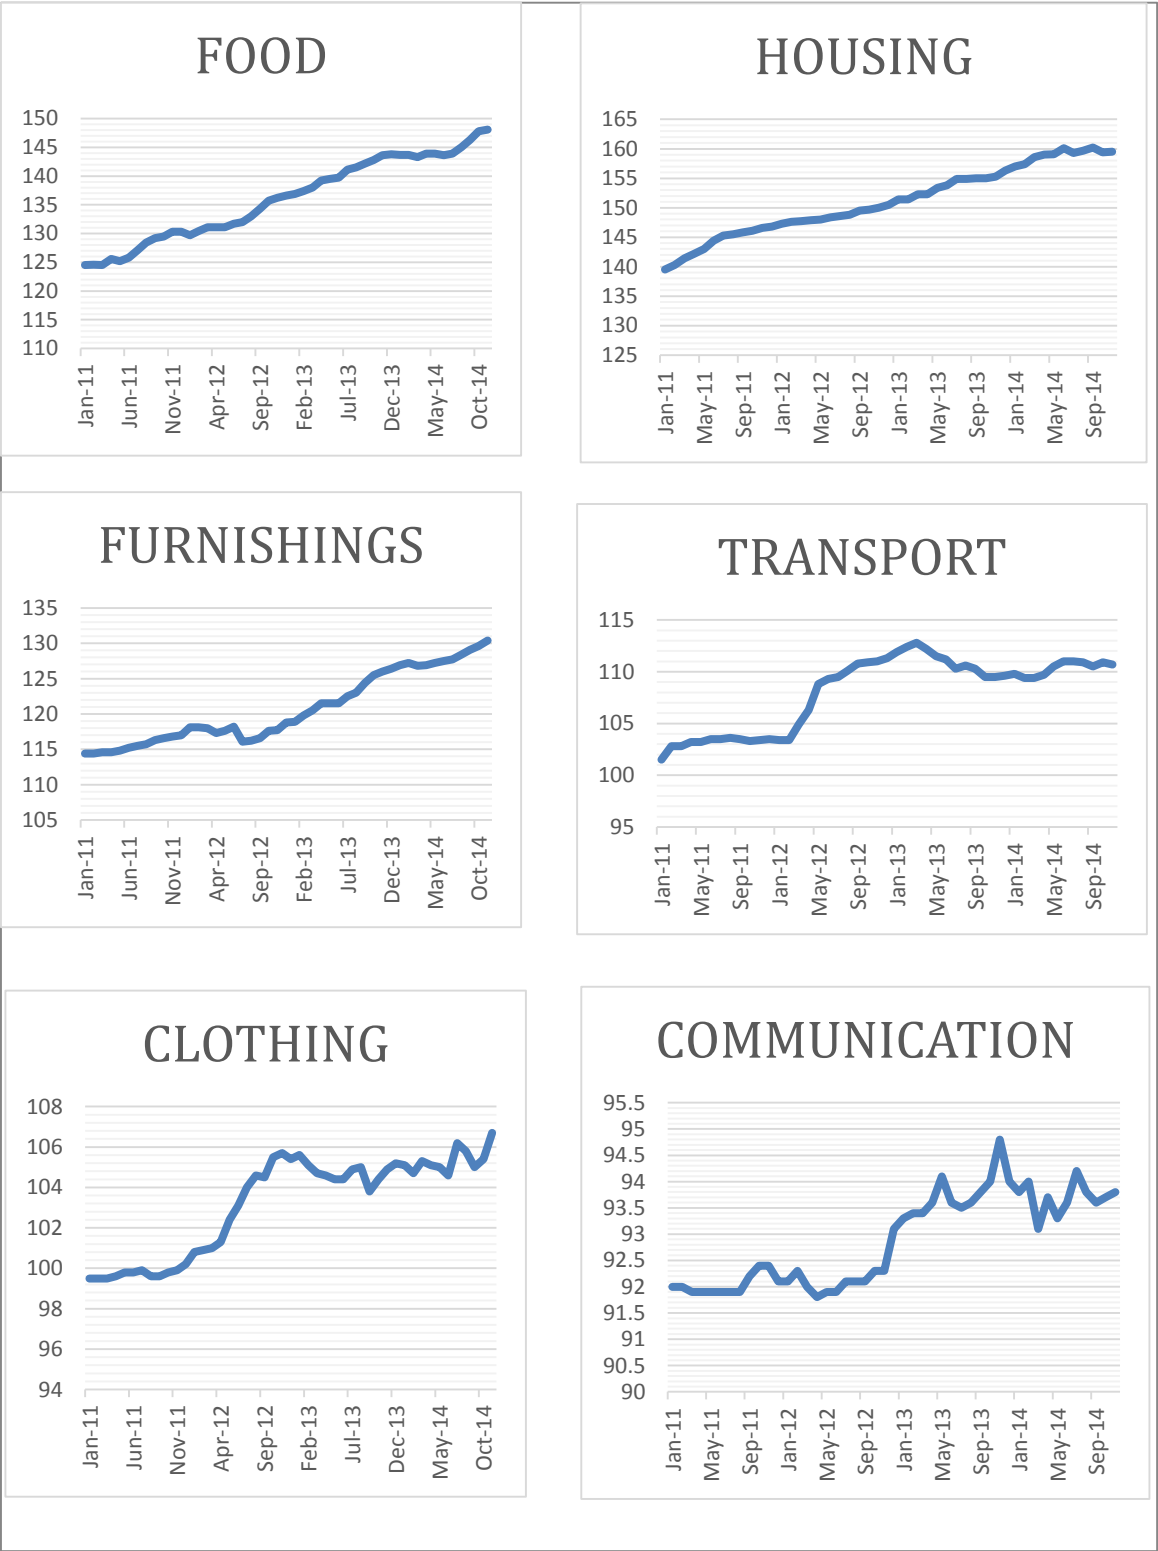 FOOD
150
145
140
135
130
125
120
115
110
Jan-11
Jun-11
Nov-11
Apr-12
Sep-12
Feb-13
Jul-13
Dec-13
May-14
Oct-14
HOUSING
165
160
155
150
145
140
135
130
125
Jan-11
May-11
Sep-11
Jan-12
May-12
Sep-12
Jan-13
May-13
Sep-13
Jan-14
May-14
Sep-14
FURNISHINGS
135
130
125
120
115
110
105
Jan-11
Jun-11
Nov-11
Apr-12
Sep-12
Feb-13
Jul-13
Dec-13
May-14
Oct-14
TRANSPORT
115
110
105
100
95
Jan-11
May-11
Sep-11
Jan-12
May-12
Sep-12
Jan-13
May-13
Sep-13
Jan-14
May-14
Sep-14
CLOTHING
108
106
104
102
100
98
96
94
Jan-11
Jun-11
Nov-11
Apr-12
Sep-12
Feb-13
Jul-13
Dec-13
May-14
Oct-14
COMMUNICATION
95.5
95
94.5
94
93.5
93
92.5
92
91.5
91
90.5
90
Jan-11
May-11
Sep-11
Jan-12
May-12
Sep-12
Jan-13
May-13
Sep-13
Jan-14
May-14
Sep-14